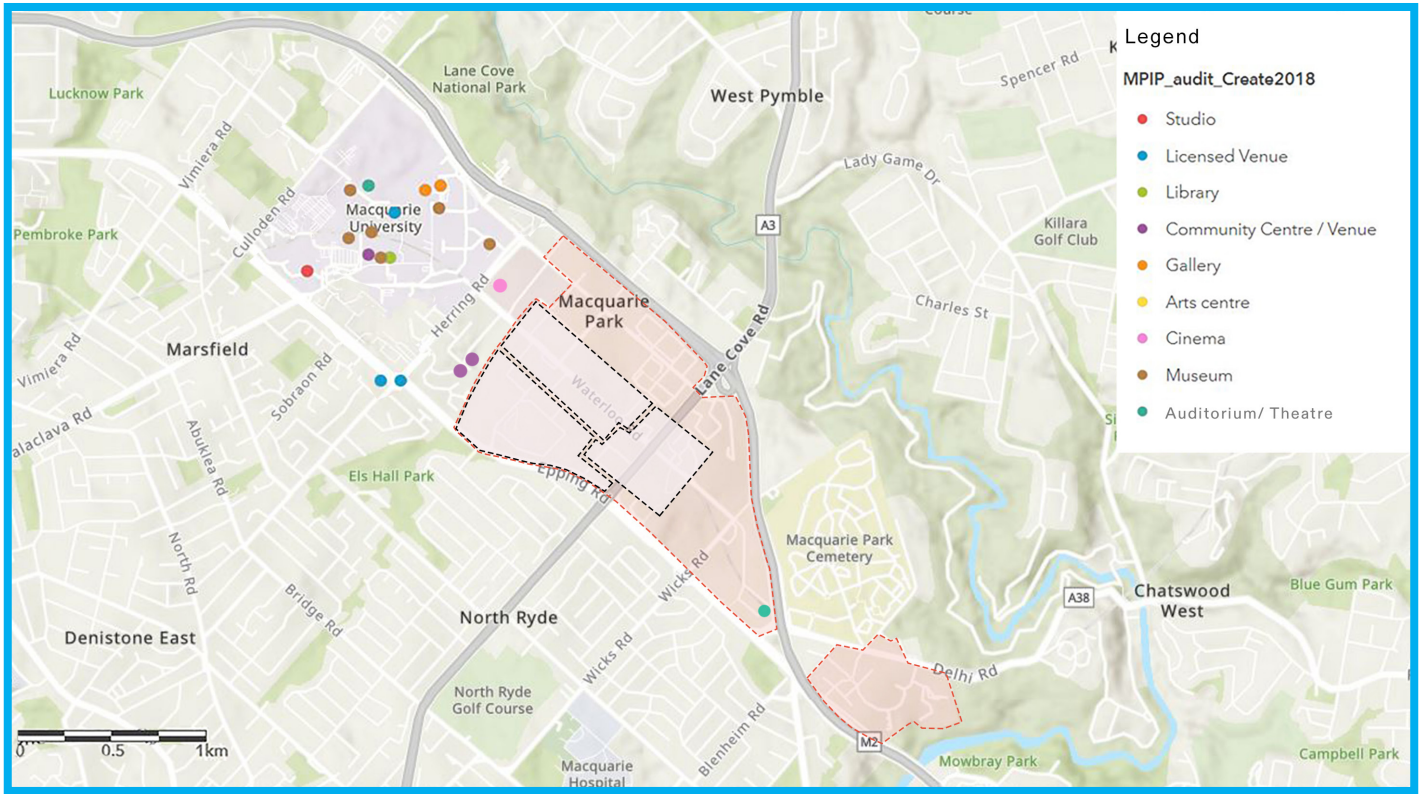 Course
Legend
MPIP_audit_Create2018
Studio
Licensed Venue
Library
Community Centre / Venue
Gallery
Arts centre
Cinema
Museum
Auditorium/ Theatre
Spencer Rd
Lane Cove
National Park
Lucknow Park
West Pymble
Vimiera Rd
Lady Game Dr
Culloden Rd
Macquarie
University
A3
Killara
Golf Club
Pembroke Park
Herring Rd
Macquarie
Park
Charles St
Lane Cove Rd
Marsfield
Vimiera Rd
Sobraon Rd
Waterloo Rd
alaclava Rd
Abuklea Rd
Els Hall Park
Epping Rd
Macquarie Park
Cemetery
North Rd
Wicks Rd
Bridge Rd
A38
Chatswood
West
Blue Gum Park
North Ryde
Denistone East
Wicks Rd
Delhi Rd
North Ryde
Golf Course
Blenheim Rd
M2
0.5
1km
Mowbray Park
Campbell Park
Macquarie
Hospital